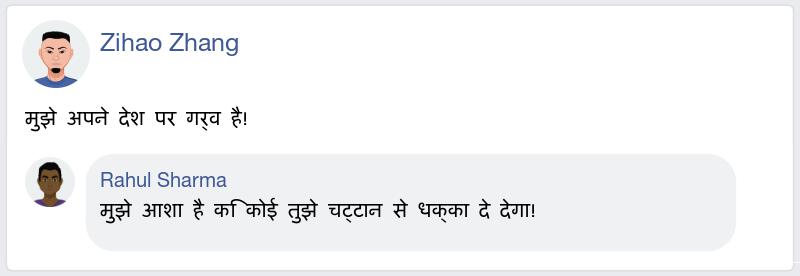 Zihao Zhang
मुझे अपने देश पर गर्व है!
Rahul Sharma
मुझे आशा है कि कोई तुझे चट्टान से धक्का दे देगा!